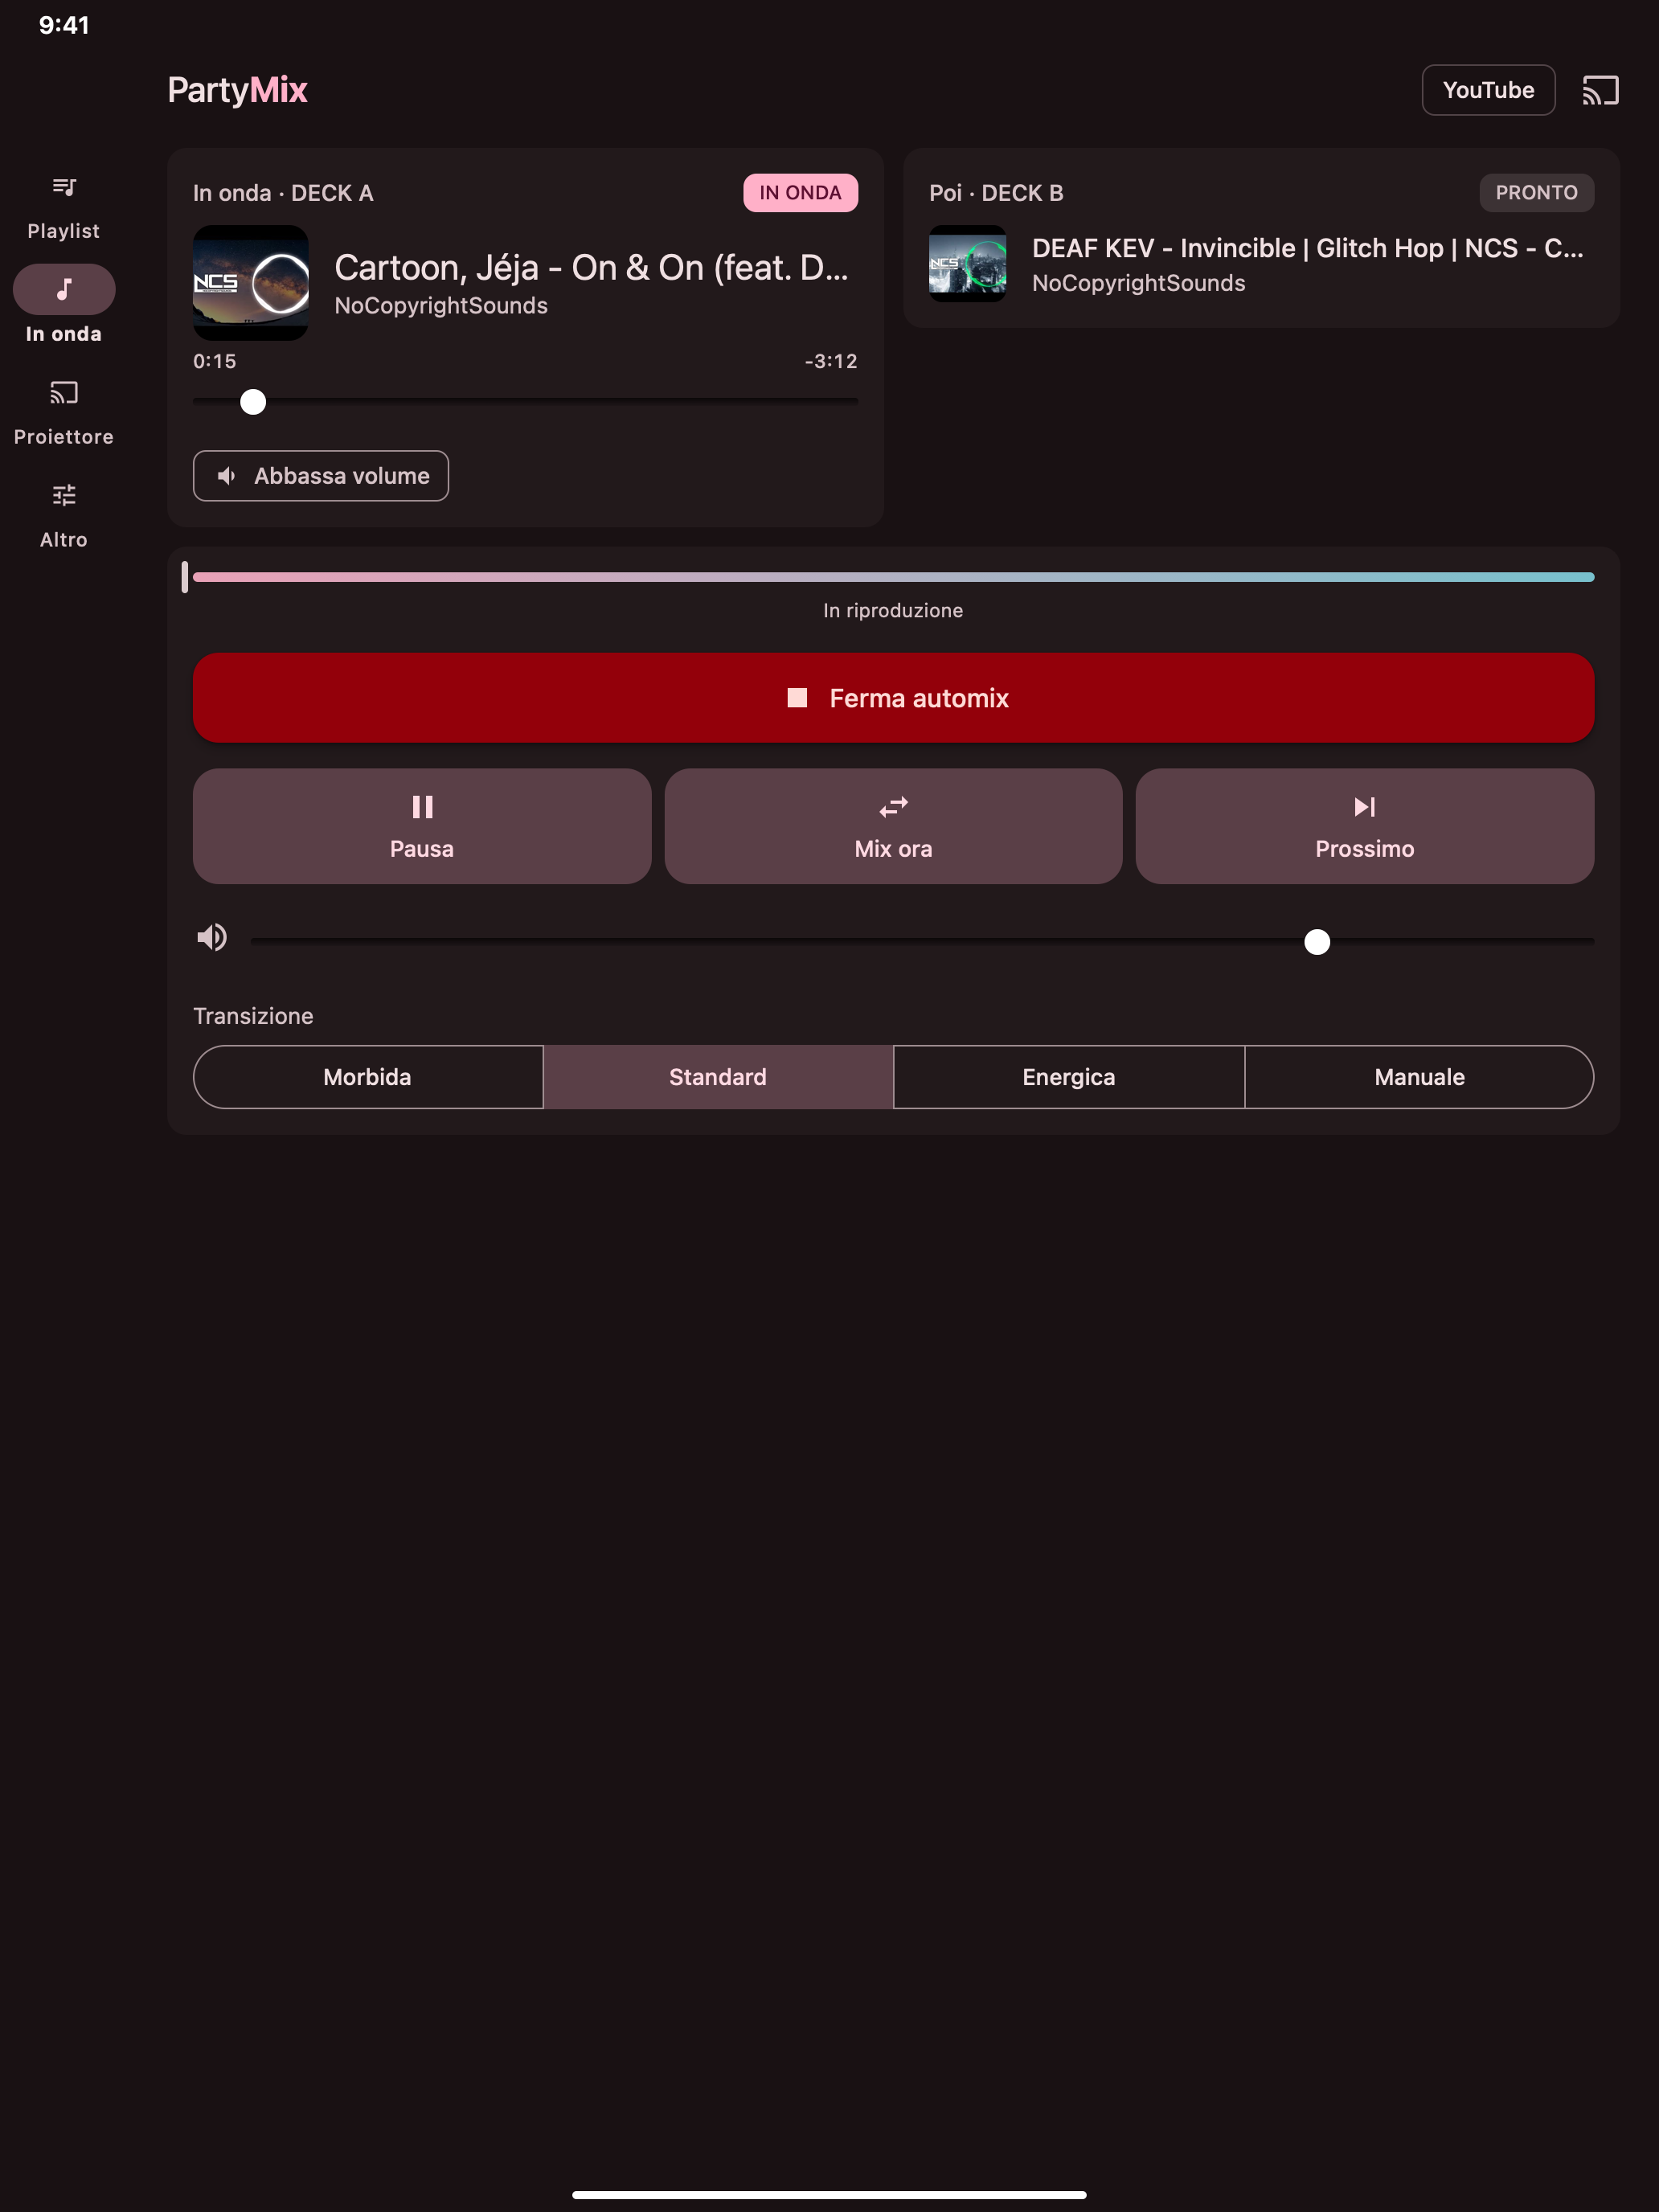 9:41
PartyMix
YouTube
Playlist
In onda
Proiettore
Altro
In onda · DECK A
IN ONDA
NCS
Cartoon, Jéja - On & On (feat. D...
NoCopyrightSounds
0:15
-3:12
Abbassa volume
Poi · DECK B
PRONTO
NCS
DEAF KEV - Invincible | Glitch Hop | NCS - C...
NoCopyrightSounds
In riproduzione
Ferma automix
Pausa
Mix ora
Prossimo
Transizione
Morbida
Standard
Energica
Manuale